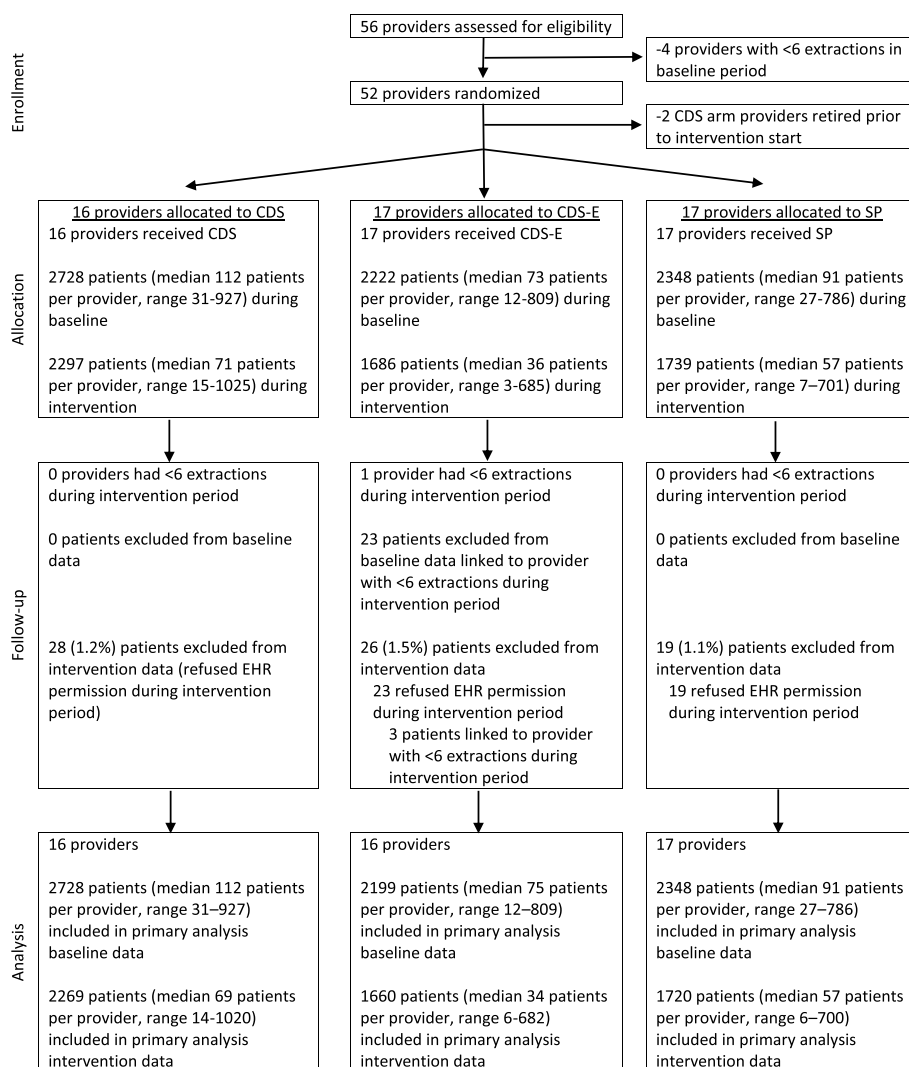 56 providers assessed for eligibility
-4 providers with <6 extractions in
baseline period
52 providers randomized
-2 CDS arm providers retired prior
to intervention start
Enrollment
16 providers allocated to CDS
16 providers received CDS
2728 patients (median 112 patients
per provider, range 31-927) during
baseline
2297 patients (median 71 patients
per provider, range 15-1025) during
intervention
17 providers allocated to CDS-E
17 providers received CDS-E
2222 patients (median 73 patients
per provider, range 12-809) during
baseline
1686 patients (median 36 patients
per provider, range 3-685) during
intervention
17 providers allocated to SP
17 providers received SP
2348 patients (median 91 patients
per provider, range 27-786) during
baseline
1739 patients (median 57 patients
per provider, range 7–701) during
intervention
Allocation
0 providers had <6 extractions
during intervention period
0 patients excluded from baseline
data
28 (1.2%) patients excluded from
intervention data (refused EHR
permission during intervention
period)
1 provider had <6 extractions
during intervention period
23 patients excluded from
baseline data linked to provider
with <6 extractions during
intervention period
26 (1.5%) patients excluded from
intervention data
23 refused EHR permission
during intervention period
3 patients linked to provider
with <6 extractions during
intervention period
0 providers had <6 extractions
during intervention period
0 patients excluded from baseline
data
19 (1.1%) patients excluded from
intervention data
19 refused EHR permission
during intervention period
Follow-up
16 providers
2728 patients (median 112 patients
per provider, range 31–927)
included in primary analysis
baseline data
2269 patients (median 69 patients
per provider, range 14-1020)
included in primary analysis
intervention data
16 providers
2199 patients (median 75 patients
per provider, range 12–809)
included in primary analysis
baseline data
1660 patients (median 34 patients
per provider, range 6-682)
included in primary analysis
intervention data
17 providers
2348 patients (median 91 patients
per provider, range 27–786)
included in primary analysis
baseline data
1720 patients (median 57 patients
per provider, range 6–700)
included in primary analysis
intervention data
Analysis